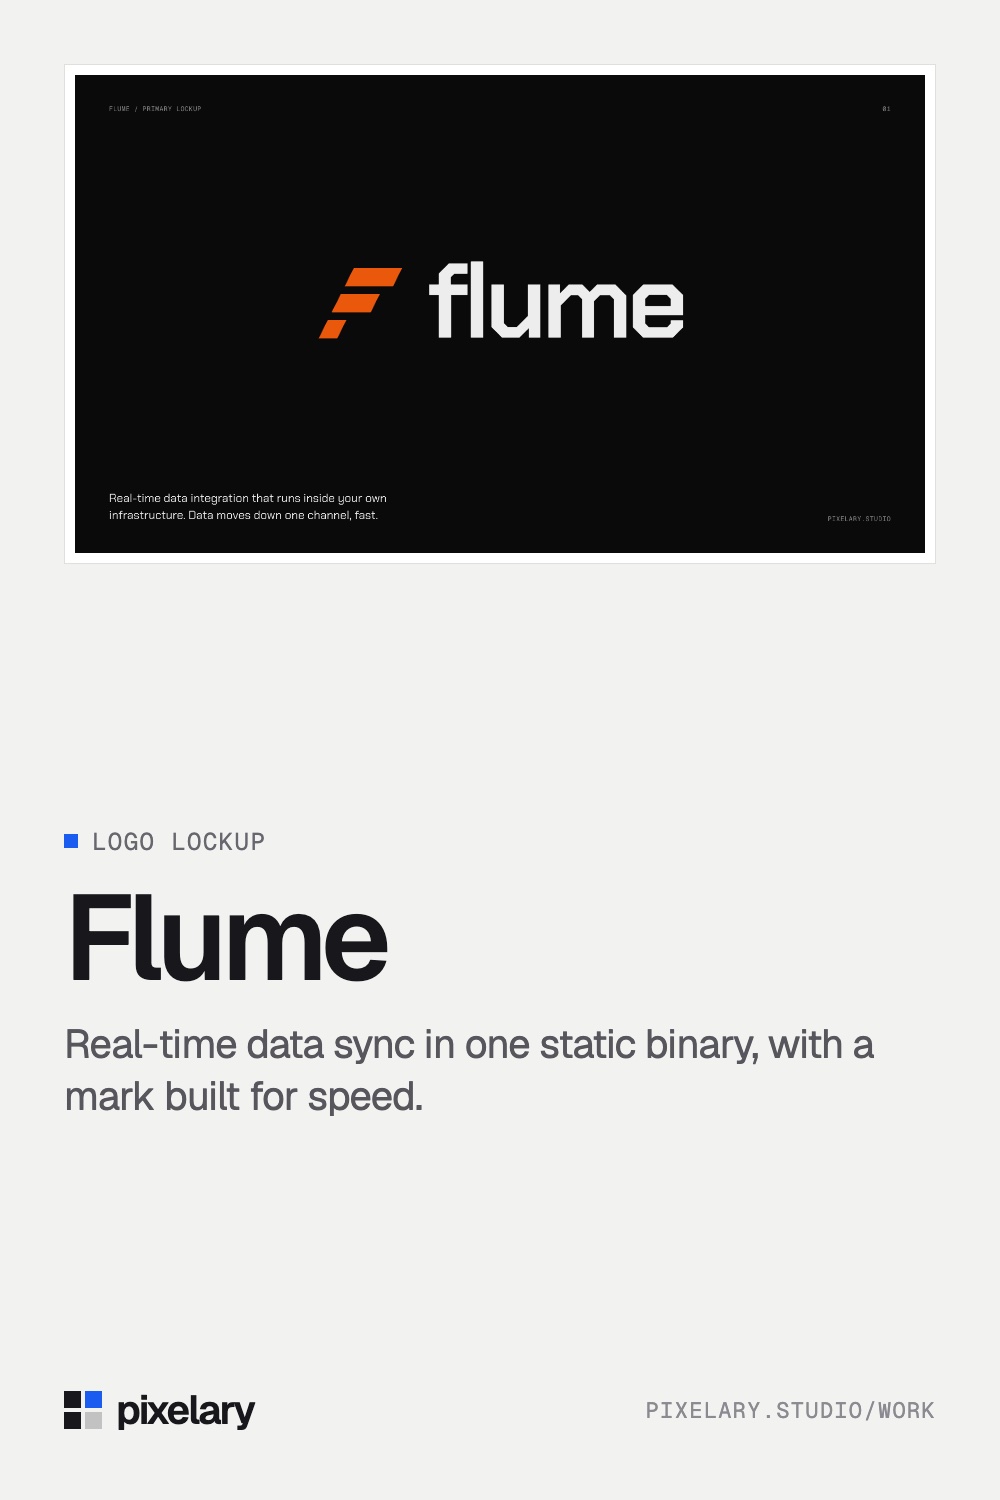 FLUME / PRIMARY LOCKUP
01
flume
Real-time data integration that runs inside your own
infrastructure. Data moves down one channel, fast.
PIXELARY.STUDIO
LOGO LOCKUP
Flume
Real-time data sync in one static binary, with a
mark built for speed.
pixelary
PIXELARY.STUDIO/WORK